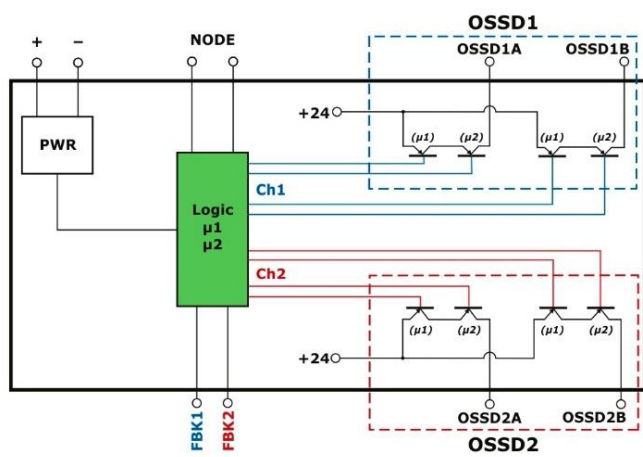 OSSD1
+ − NODE OSSD1A OSSD1B
+24
PWR (µ1) (µ2) (µ1) (µ2)
Ch1
Logic
µ1
µ2
Ch2
(µ1) (µ2) (µ1) (µ2)
+24
FBK1 FBK2 OSSD2A OSSD2B
OSSD2